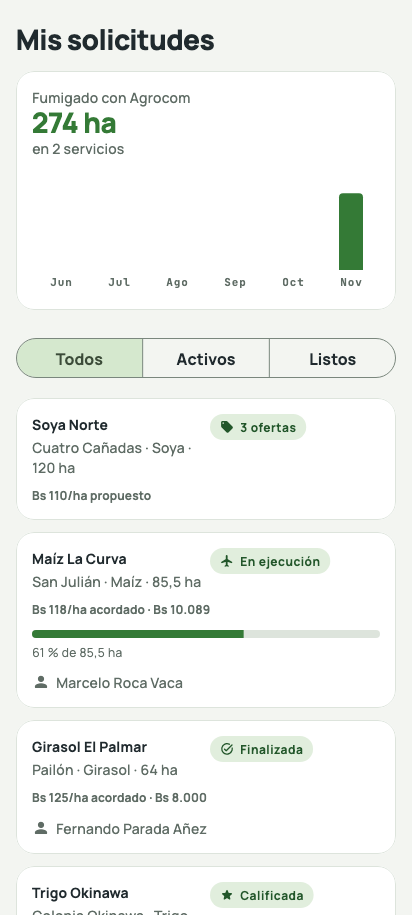 Mis solicitudes
Fumigado con Agrocom
274 ha
en 2 servicios
Jun Jul Ago Sep Oct Nov
Todos Activos Listos
Soya Norte
3 ofertas
Cuatro Cañadas · Soya ·
120 ha
Bs 110/ha propuesto
Maíz La Curva
En ejecución
San Julián · Maíz · 85,5 ha
Bs 118/ha acordado · Bs 10.089
61 % de 85,5 ha
Marcelo Roca Vaca
Girasol El Palmar
Finalizada
Pailón · Girasol · 64 ha
Bs 125/ha acordado · Bs 8.000
Fernando Parada Añez
Trigo Okinawa
Calificada
Colonia Okinawa · Trigo